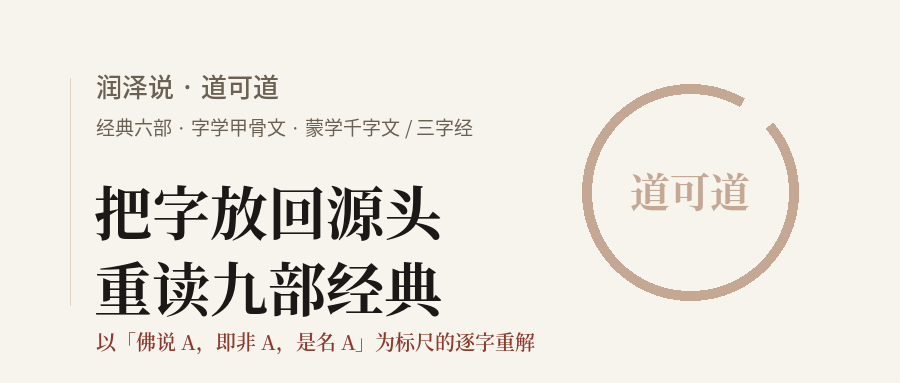 润泽说 · 道可道
经典六部 · 字学甲骨文 · 蒙学千字文 / 三字经
把字放回源头
重读九部经典
以「佛说 A，即非 A，是名 A」为标尺的逐字重解
道可道